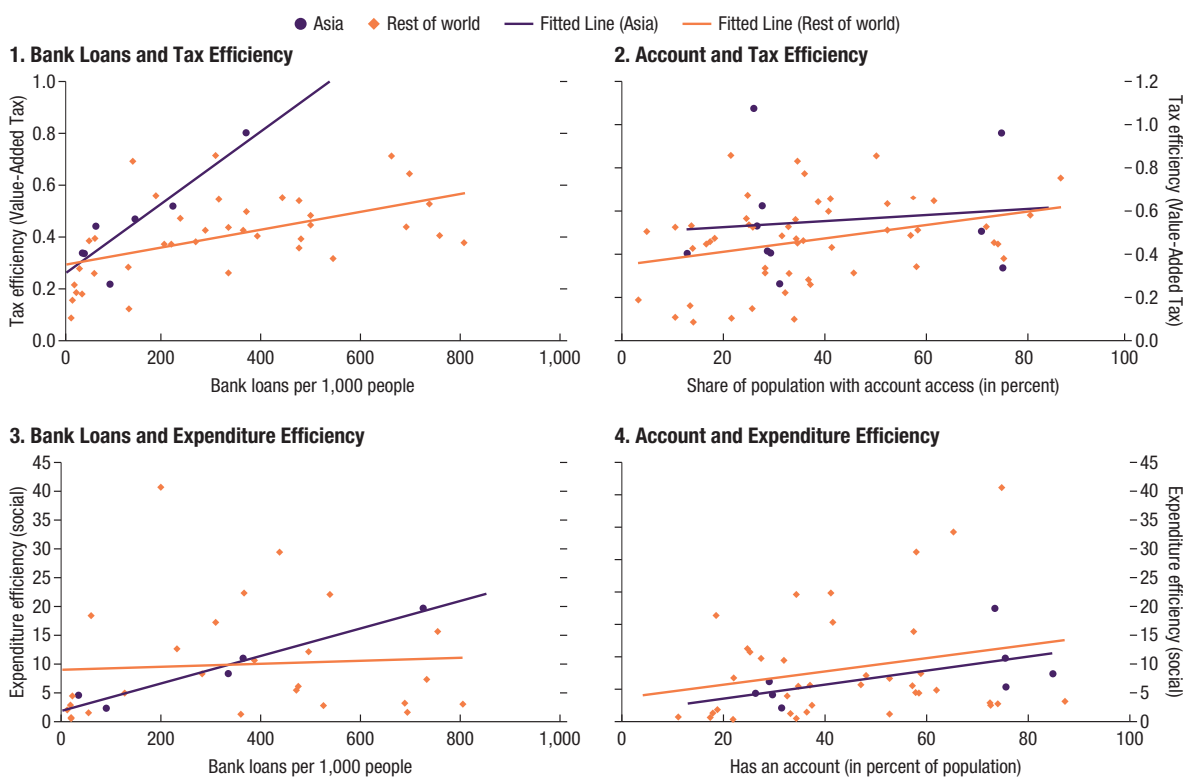 Asia Rest of world Fitted Line (Asia) Fitted Line (Rest of world)
1. Bank Loans and Tax Efficiency
Tax efficiency (Value–Added Tax)
1.0
0.8
0.6
0.4
0.2
0.0
0 200 400 600 800 1,000
Bank loans per 1,000 people
2. Account and Tax Efficiency
1.2
1.0
0.8
0.6
0.4
0.2
0.0
Tax efficiency (Value–Added Tax)
0 20 40 60 80 100
Share of population with account access (in percent)
3. Bank Loans and Expenditure Efficiency
Expenditure efficiency (social)
45
40
35
30
25
20
15
10
5
0
0 200 400 600 800 1,000
Bank loans per 1,000 people
4. Account and Expenditure Efficiency
45
40
35
30
25
20
15
10
5
0
Expenditure efficiency (social)
0 20 40 60 80 100
Has an account (in percent of population)